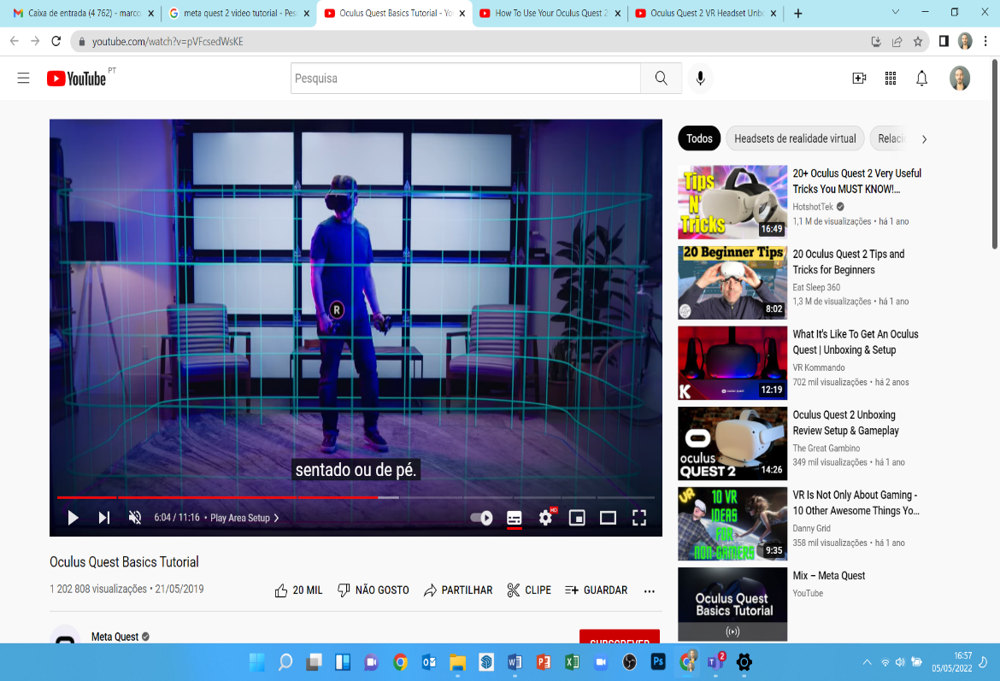 Caixa de entrada (4 762) - marco
meta quest 2 video tutorial - Pes
Oculus Quest Basics Tutorial - Yo
How To Use Your Oculus Quest 2
Oculus Quest 2 VR Headset Unb
youtube.com/watch?v=pVFcsedWsKE
YouTube PT
Pesquisa
Todos
Headsets de realidade virtual
Relaci
R
sentado ou de pé.
6:04 / 11:16 • Play Area Setup
HD
Oculus Quest Basics Tutorial
1 202 808 visualizações • 21/05/2019
20 MIL
NÃO GOSTO
PARTILHAR
CLIPE
GUARDAR
Meta Quest
SUBSCREVER
Tips
N'
Tricks
16:49
20+ Oculus Quest 2 Very Useful
Tricks You MUST KNOW!...
HotshotTek
1,1 M de visualizações • há 1 ano
20 Beginner Tips
8:02
20 Oculus Quest 2 Tips and
Tricks for Beginners
Eat Sleep 360
1,3 M de visualizações • há 1 ano
K
12:19
What It's Like To Get An Oculus
Quest | Unboxing & Setup
VR Kommando
702 mil visualizações • há 2 anos
oculus
QUEST 2
14:26
Oculus Quest 2 Unboxing
Review Setup & Gameplay
The Great Gambino
349 mil visualizações • há 1 ano
VR
10 VR
IDEAS
FOR
NON-GAMERS
9:35
VR Is Not Only About Gaming -
10 Other Awesome Things Yo...
Danny Grid
358 mil visualizações • há 1 ano
Oculus Quest
Basics Tutorial
Mix – Meta Quest
YouTube
2
16:57
05/05/2022